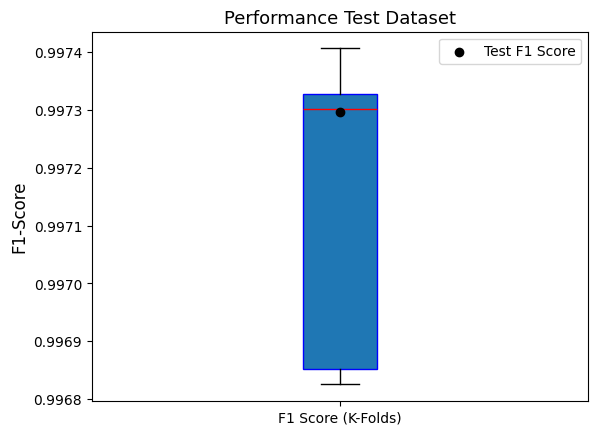 Performance Test Dataset
Test F1 Score
0.9974
0.9973
0.9972
0.9971
0.9970
0.9969
0.9968
F1-Score
F1 Score (K-Folds)